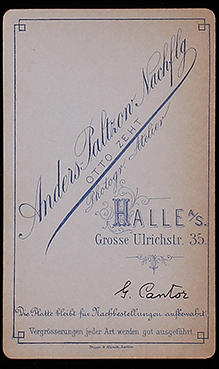 Anders-Paltzow Nachflg
OTTO ZEHT
Photogr. Atelier
HALLE A/S.
Grosse Ulrichstr. 35.
G. Cantor
Die Platte bleibt für Nachbestellungen aufbewahrt.
Vergrösserungen jeder Art werden gut ausgeführt.